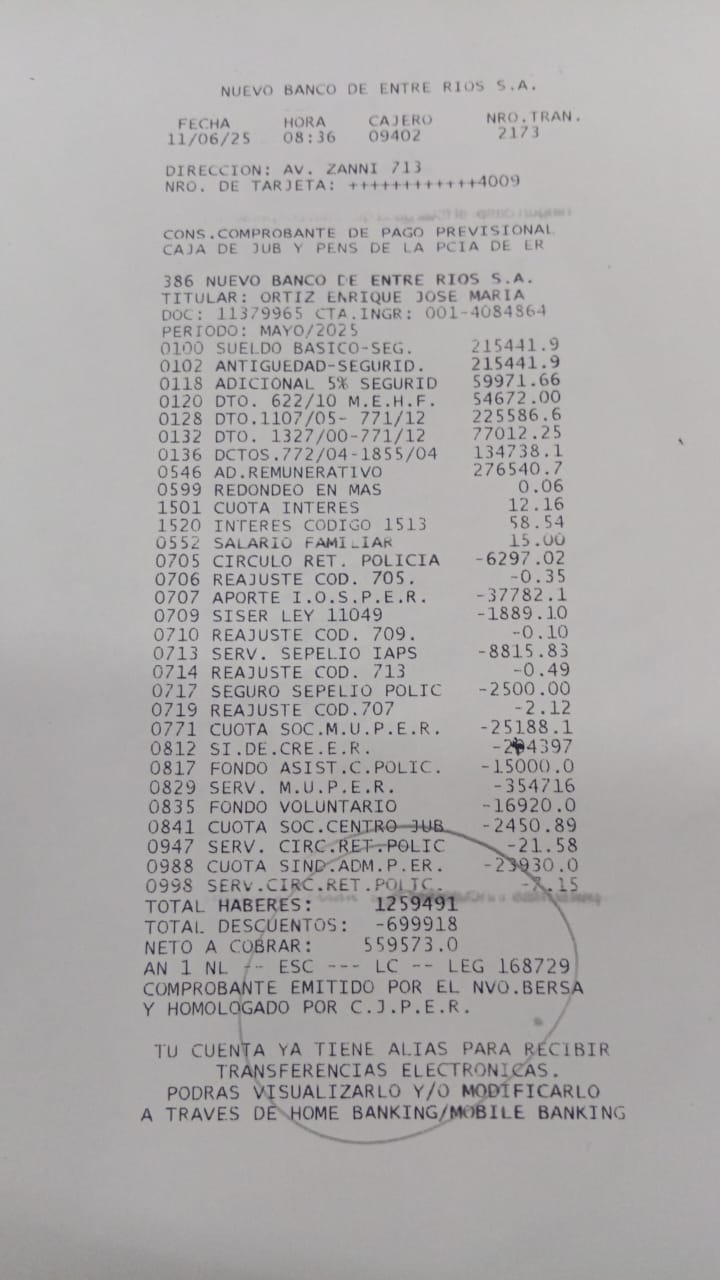 NUEVO BANCO DE ENTRE RIOS S.A.
FECHA HORA CAJERO NRO.TRAN.
11/06/25 08:36 09402 2173
DIRECCION: AV. ZANNI 713
NRO. DE TARJETA: ++++++++++++4009
CONS.COMPROBANTE DE PAGO PREVISIONAL
CAJA DE JUB Y PENS DE LA PCIA DE ER
386 NUEVO BANCO DE ENTRE RIOS S.A.
TITULAR: ORTIZ ENRIQUE JOSE MARIA
DOC: 11379965 CTA.INGR: 001-4084864
PERIODO: MAYO/2025
0100 SUELDO BASICO-SEG. 215441.9
0102 ANTIGUEDAD-SEGURID. 215441.9
0118 ADICIONAL 5% SEGURID 59971.66
0120 DTO. 622/10 M.E.H.F. 54672.00
0128 DTO.1107/05- 771/12 225586.6
0132 DTO. 1327/00-771/12 77012.25
0136 DCTOS.772/04-1855/04 134738.1
0546 AD.REMUNERATIVO 276540.7
0599 REDONDEO EN MAS 0.06
1501 CUOTA INTERES 12.16
1520 INTERES CODIGO 1513 58.54
0552 SALARIO FAMILIAR 15.00
0705 CIRCULO RET. POLICIA -6297.02
0706 REAJUSTE COD. 705. -0.35
0707 APORTE I.O.S.P.E.R. -37782.1
0709 SISER LEY 11049 -1889.10
0710 REAJUSTE COD. 709. -0.10
0713 SERV. SEPELIO IAPS -8815.83
0714 REAJUSTE COD. 713 -0.49
0717 SEGURO SEPELIO POLIC -2500.00
0719 REAJUSTE COD.707 -2.12
0771 CUOTA SOC.M.U.P.E.R. -25188.1
0812 SI.DE.CRE.E.R.
0817 FONDO ASIST.C.POLIC. -15000.0
0829 SERV. M.U.P.E.R. -354716
0835 FONDO VOLUNTARIO -16920.0
0841 CUOTA SOC.CENTRO JUB -2450.89
0947 SERV. CIRC.RET.POLIC -21.58
0988 CUOTA SIND.ADM.P.ER. -23930.0
0998 SERV.CIRC.RET.POLIC. -7.15
TOTAL HABERES: 1259491
TOTAL DESCUENTOS: -699918
NETO A COBRAR: 559573.0
AN 1 NL -- ESC --- LC -- LEG 168729
COMPROBANTE EMITIDO POR EL NVO.BERSA
Y HOMOLOGADO POR C.J.P.E.R.
TU CUENTA YA TIENE ALIAS PARA RECIBIR
TRANSFERENCIAS ELECTRONICAS.
PODRAS VISUALIZARLO Y/O MODIFICARLO
A TRAVES DE HOME BANKING/MOBILE BANKING